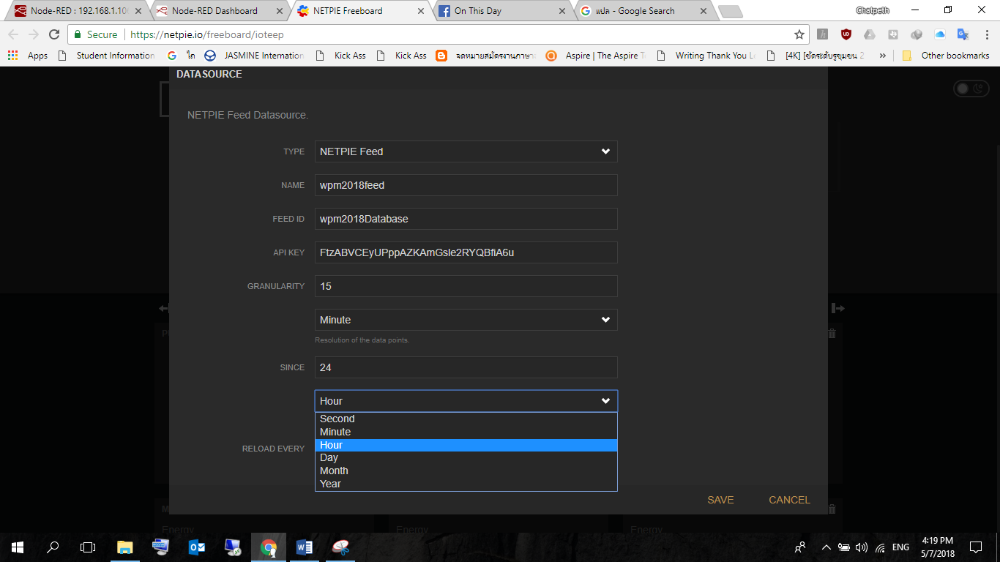 Node-RED : 192.168.1.10
Node-RED Dashboard
NETPIE Freeboard
On This Day
แปล - Google Search
Chatpeth
Secure
https://netpie.io/freeboard/ioteep
Apps
Student Information
ไก
JASMINE Internation
Kick Ass
Kick Ass
จดหมายสมัครงานภาษา
Aspire | The Aspire T
Writing Thank You Le
[4K] [ชัดระดับรูขุมขน 2
»
Other bookmarks
DATASOURCE
NETPIE Feed Datasource.
TYPE
NETPIE Feed
NAME
wpm2018feed
FEED ID
wpm2018Database
API KEY
FtzABVCEyUPppAZKAmGsle2RYQBfiA6u
GRANULARITY
15
Minute
Resolution of the data points.
SINCE
24
Hour
Second
Minute
Hour
Day
Month
Year
RELOAD EVERY
SAVE
CANCEL
Energy
Energy
Energy
ENG
4:19 PM
5/7/2018